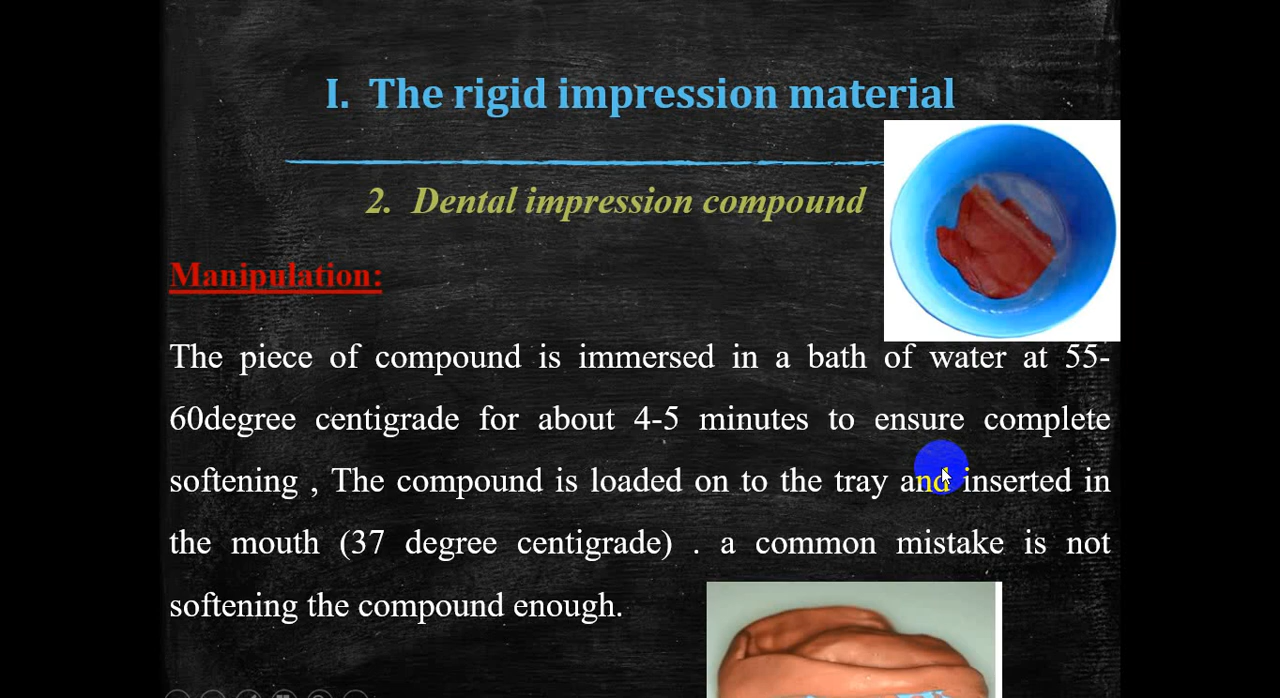 I. The rigid impression material
2. Dental impression compound
Manipulation:
The piece of compound is immersed in a bath of water at 55-
60degree centigrade for about 4-5 minutes to ensure complete
softening , The compound is loaded on to the tray and inserted in
the mouth (37 degree centigrade) . a common mistake is not
softening the compound enough.